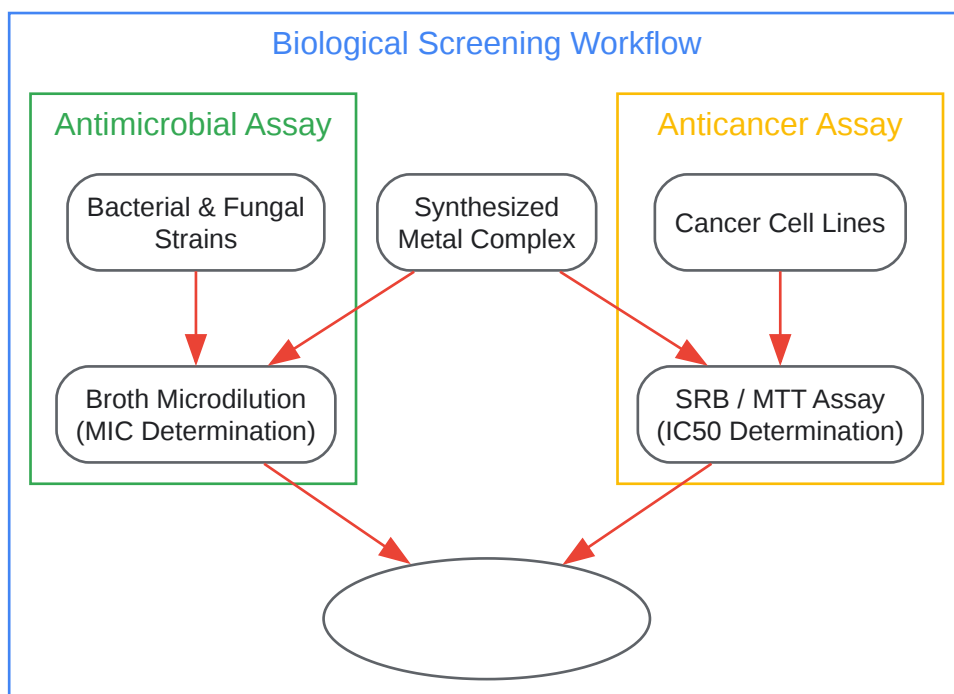 Biological Screening Workflow
Antimicrobial Assay
Anticancer Assay
Bacterial & Fungal
Strains
Synthesized
Metal Complex
Cancer Cell Lines
Broth Microdilution
(MIC Determination)
SRB / MTT Assay
(IC50 Determination)